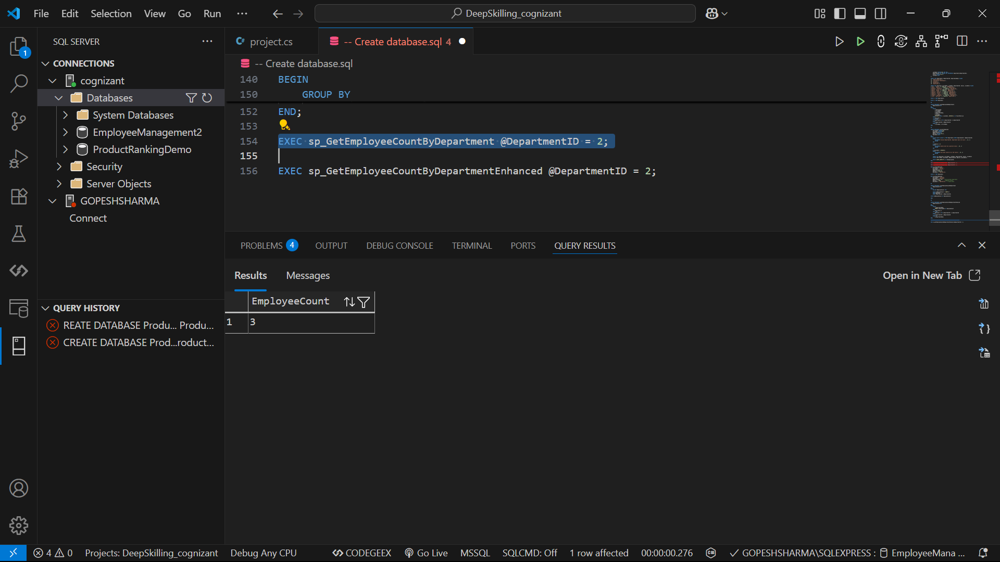 File Edit Selection View Go Run ···
DeepSkilling_cognizant
SQL SERVER
CONNECTIONS
cognizant
Databases
System Databases
EmployeeManagement2
ProductRankingDemo
Security
Server Objects
GOPESHSHARMA
Connect
QUERY HISTORY
REATE DATABASE Produ... Produ...
CREATE DATABASE Prod...roduct...
1
project.cs
-- Create database.sql 4
-- Create database.sql
140 BEGIN
150 GROUP BY
152 END;
153
154 EXEC sp_GetEmployeeCountByDepartment @DepartmentID = 2;
155
156 EXEC sp_GetEmployeeCountByDepartmentEnhanced @DepartmentID = 2;
PROBLEMS 4 OUTPUT DEBUG CONSOLE TERMINAL PORTS QUERY RESULTS
Results Messages Open in New Tab
EmployeeCount
1 3
4 0 Projects: DeepSkilling_cognizant Debug Any CPU CODEGEEX Go Live MSSQL SQLCMD: Off 1 row affected 00:00:00.276 GOPESHSHARMA\SQLEXPRESS : EmployeeMana ...